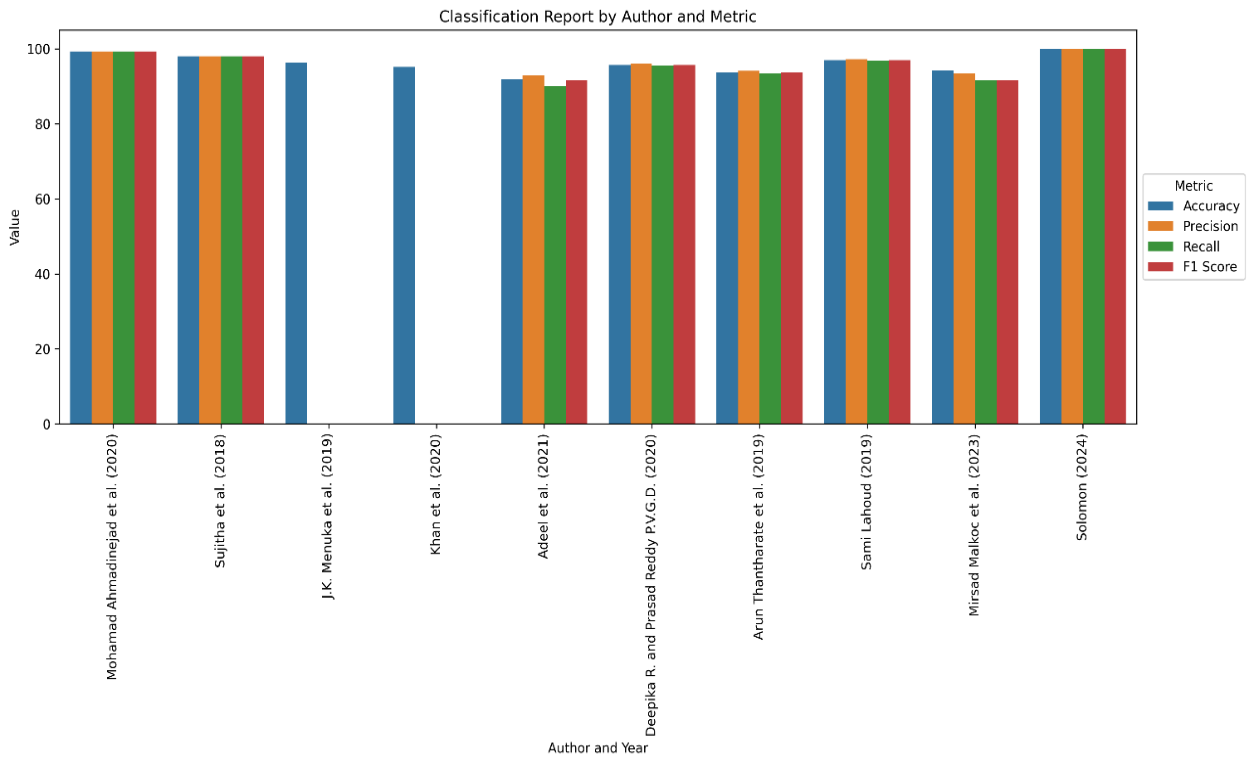 Classification Report by Author and Metric
100
80
60
40
20
0
Value
Metric
Accuracy
Precision
Recall
F1 Score
Mohamad Ahmadinejad et al. (2020)
Sujitha et al. (2018)
J.K. Menuka et al. (2019)
Khan et al. (2020)
Adeel et al. (2021)
Deepika R. and Prasad Reddy P.V.G.D. (2020)
Arun Thantharate et al. (2019)
Sami Lahoud (2019)
Mirsad Malkoc et al. (2023)
Solomon (2024)
Author and Year